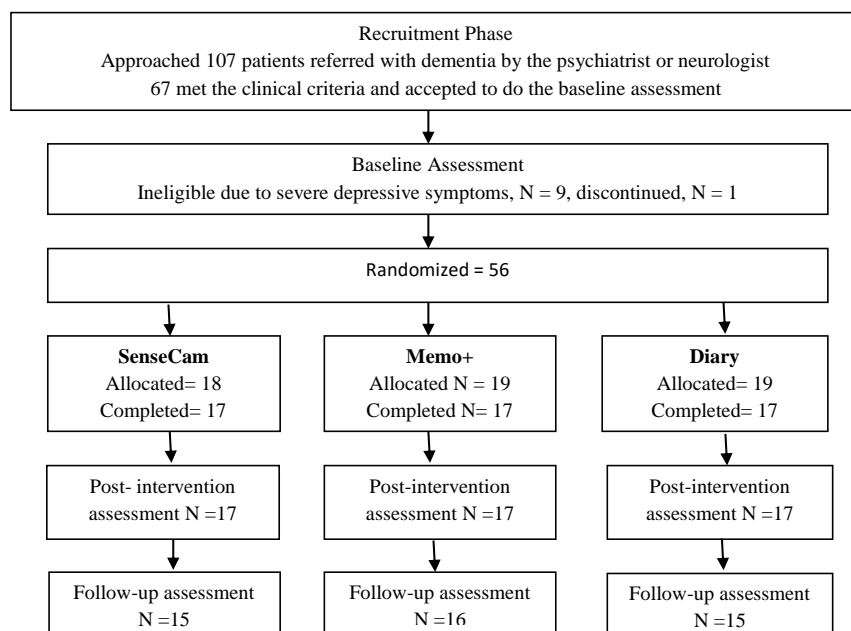 Recruitment Phase
Approached 107 patients referred with dementia by the psychiatrist or neurologist
67 met the clinical criteria and accepted to do the baseline assessment
Baseline Assessment
Ineligible due to severe depressive symptoms, N = 9, discontinued, N = 1
Randomized = 56
SenseCam
Allocated= 18
Completed= 17
Memo+
Allocated N = 19
Completed N= 17
Diary
Allocated= 19
Completed= 17
Post- intervention
assessment N =17
Post-intervention
assessment N =17
Post-intervention
assessment N =17
Follow-up assessment
N =15
Follow-up assessment
N =16
Follow-up assessment
N =15